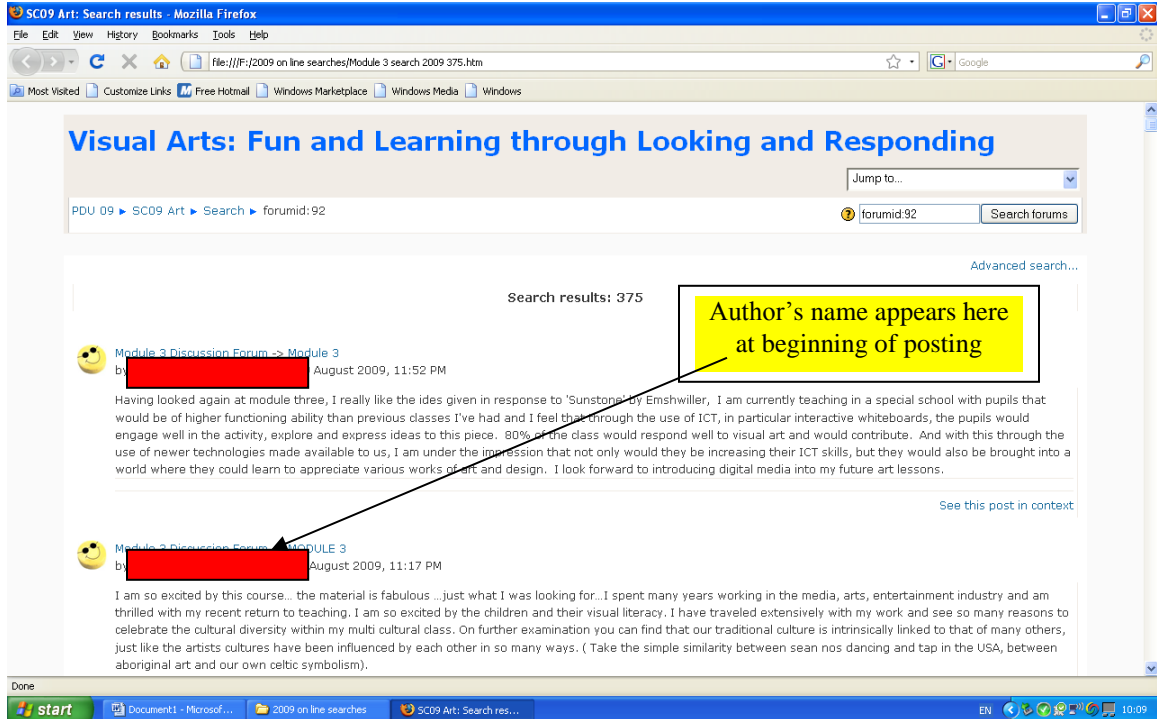 SC09 Art: Search results - Mozilla Firefox
File Edit View History Bookmarks Tools Help
file:///F:/2009 on line searches/Module 3 search 2009 375.htm
Google
Most Visited Customize Links Free Hotmail Windows Marketplace Windows Media Windows
Visual Arts: Fun and Learning through Looking and Responding
Jump to...
PDU 09 ► SC09 Art ► Search ► forumid:92
forumid:92 Search forums
Advanced search...
Search results: 375
Author's name appears here
at beginning of posting
Module 3 Discussion Forum -> Module 3
by August 2009, 11:52 PM
Having looked again at module three, I really like the ides given in response to 'Sunstone' by Emshwiller, I am currently teaching in a special school with pupils that
would be of higher functioning ability than previous classes I've had and I feel that through the use of ICT, in particular interactive whiteboards, the pupils would
engage well in the activity, explore and express ideas to this piece. 80% of the class would respond well to visual art and would contribute. And with this through the
use of newer technologies made available to us, I am under the impression that not only would they be increasing their ICT skills, but they would also be brought into a
world where they could learn to appreciate various works of art and design. I look forward to introducing digital media into my future art lessons.
See this post in context
Module 3 Discussion Forum MODULE 3
by August 2009, 11:17 PM
I am so excited by this course... the material is fabulous ...just what I was looking for...I spent many years working in the media, arts, entertainment industry and am
thrilled with my recent return to teaching. I am so excited by the children and their visual literacy. I have traveled extensively with my work and see so many reasons to
celebrate the cultural diversity within my multi cultural class. On further examination you can find that our traditional culture is intrinsically linked to that of many others,
just like the artists cultures have been influenced by each other in so many ways. ( Take the simple similarity between sean nos dancing and tap in the USA, between
aboriginal art and our own celtic symbolism).
Done
start Document1 - Microsof... 2009 on line searches SC09 Art: Search res... EN 10:09